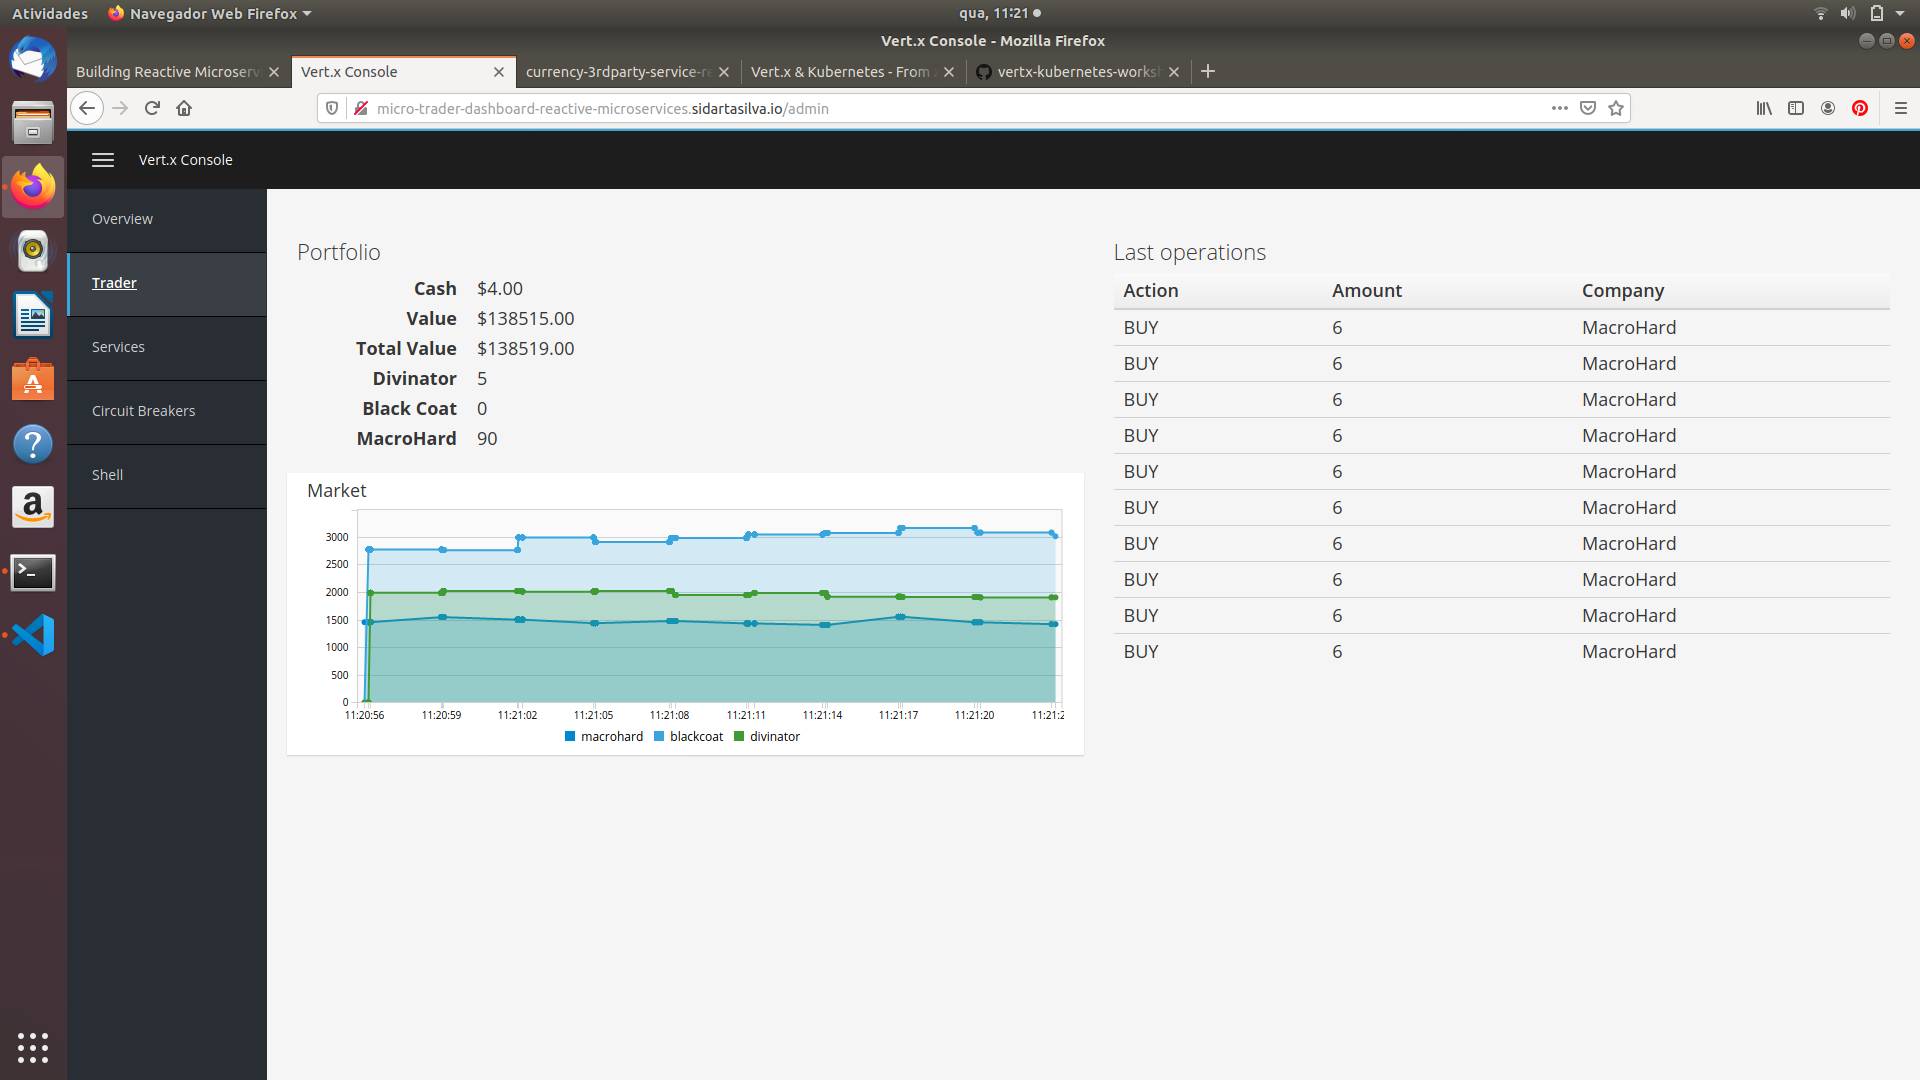 Atividades Navegador Web Firefox qua, 11:21
Vert.x Console - Mozilla Firefox
Building Reactive Microserv Vert.x Console currency-3rdparty-service-re Vert.x & Kubernetes - From vertx-kubernetes-works
micro-trader-dashboard-reactive-microservices.sidartasilva.io/admin
Vert.x Console
Overview
Trader
Services
Circuit Breakers
Shell
Portfolio
Cash $4.00
Value $138515.00
Total Value $138519.00
Divinator 5
Black Coat 0
MacroHard 90
Market
3000
2500
2000
1500
1000
500
0
11:20:56 11:20:59 11:21:02 11:21:05 11:21:08 11:21:11 11:21:14 11:21:17 11:21:20 11:21:2
macrohard blackcoat divinator
Last operations
Action Amount Company
BUY 6 MacroHard
BUY 6 MacroHard
BUY 6 MacroHard
BUY 6 MacroHard
BUY 6 MacroHard
BUY 6 MacroHard
BUY 6 MacroHard
BUY 6 MacroHard
BUY 6 MacroHard
BUY 6 MacroHard